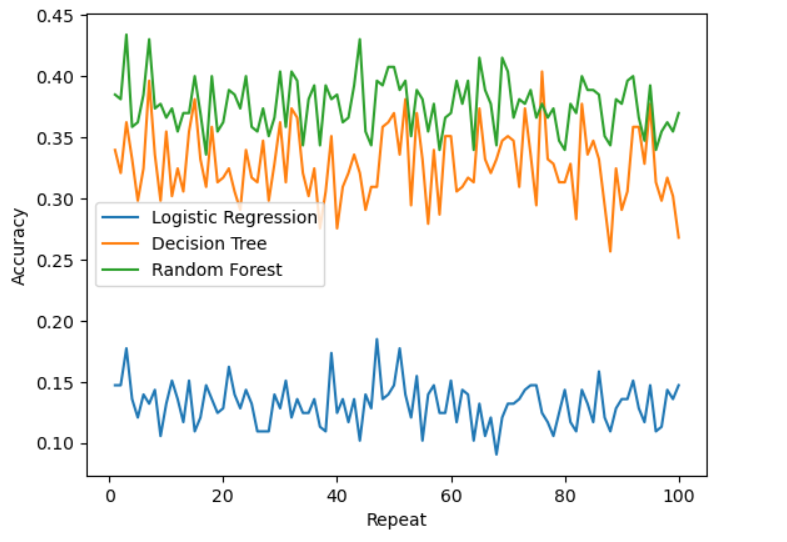 0.45
0.40
0.35
0.30
0.25
0.20
0.15
0.10
Accuracy
Logistic Regression
Decision Tree
Random Forest
0 20 40 60 80 100
Repeat